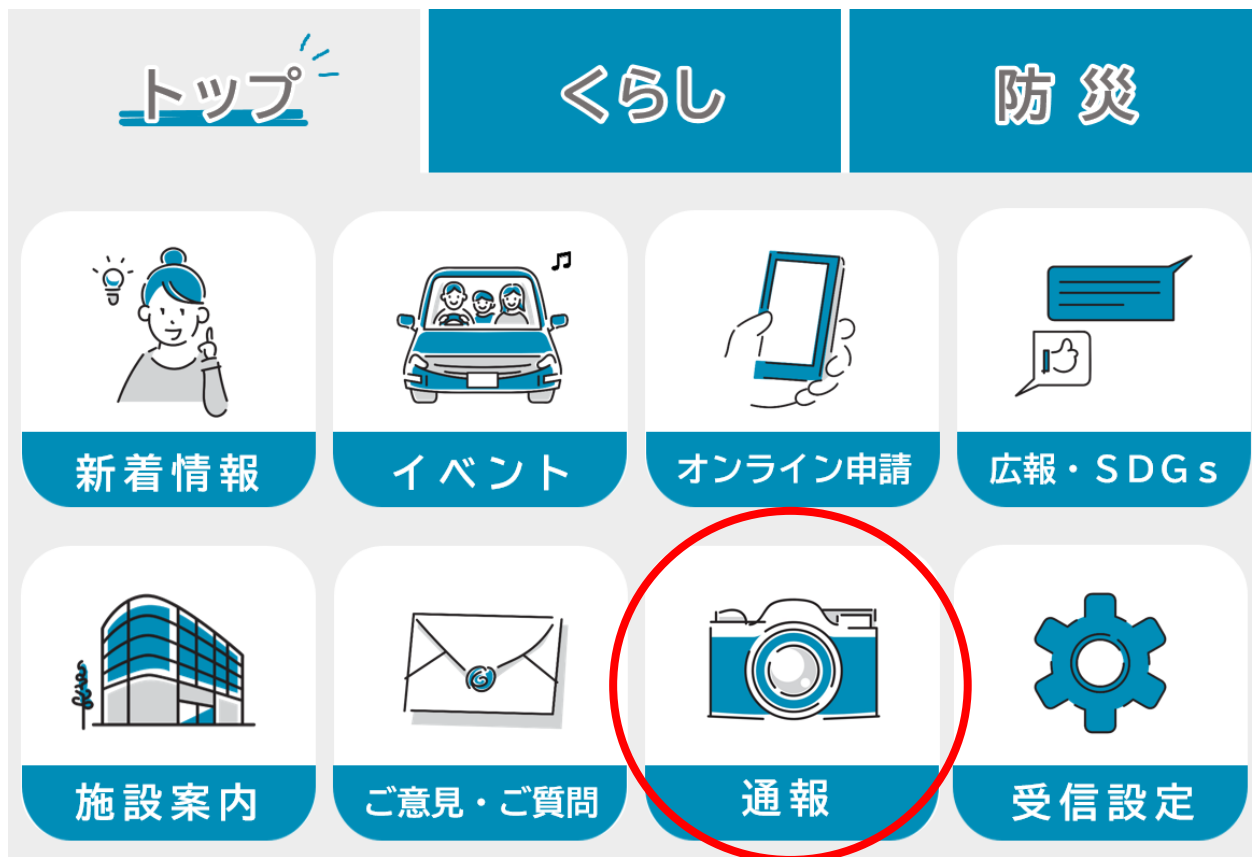 トップ
くらし
防災
新着情報
イベント
オンライン申請
広報・SDGs
施設案内
ご意見・ご質問
通報
受信設定